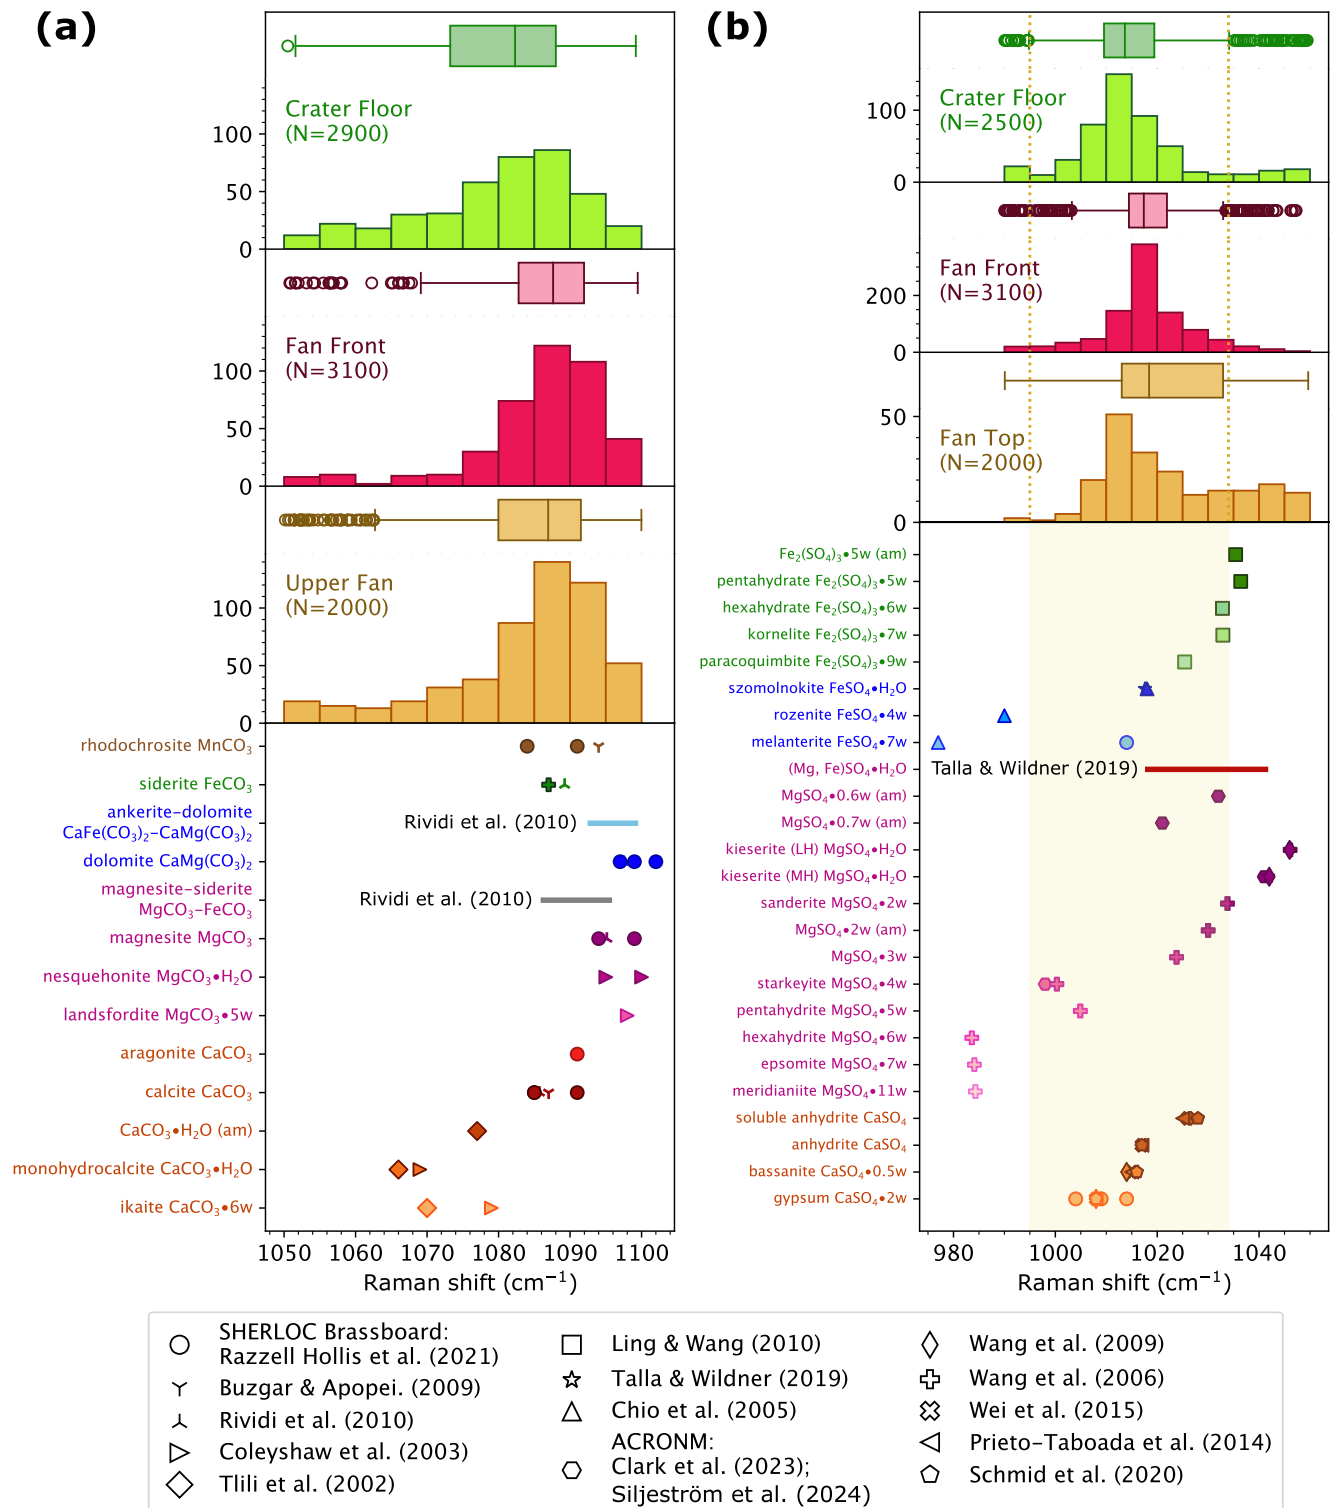 (a)
Crater Floor
(N=2900)
100
50
0
Fan Front
(N=3100)
100
50
0
Upper Fan
(N=2000)
100
50
0
rhodochrosite MnCO₃
siderite FeCO₃
ankerite–dolomite
CaFe(CO₃)₂–CaMg(CO₃)₂
Rividi et al. (2010)
dolomite CaMg(CO₃)₂
magnesite–siderite
MgCO₃–FeCO₃
Rividi et al. (2010)
magnesite MgCO₃
nesquehonite MgCO₃•H₂O
landsfordite MgCO₃•5w
aragonite CaCO₃
calcite CaCO₃
CaCO₃•H₂O (am)
monohydrocalcite CaCO₃•H₂O
ikaite CaCO₃•6w
1050 1060 1070 1080 1090 1100
Raman shift (cm⁻¹)
(b)
Crater Floor
(N=2500)
100
0
Fan Front
(N=3100)
200
0
Fan Top
(N=2000)
50
0
Fe₂(SO₄)₃•5w (am)
pentahydrate Fe₂(SO₄)₃•5w
hexahydrate Fe₂(SO₄)₃•6w
kornelite Fe₂(SO₄)₃•7w
paracoquimbite Fe₂(SO₄)₃•9w
szomolnokite FeSO₄•H₂O
rozenite FeSO₄•4w
melanterite FeSO₄•7w
(Mg, Fe)SO₄•H₂O Talla & Wildner (2019)
MgSO₄•0.6w (am)
MgSO₄•0.7w (am)
kieserite (LH) MgSO₄•H₂O
kieserite (MH) MgSO₄•H₂O
sanderite MgSO₄•2w
MgSO₄•2w (am)
MgSO₄•3w
starkeyite MgSO₄•4w
pentahydrite MgSO₄•5w
hexahydrite MgSO₄•6w
epsomite MgSO₄•7w
meridianiite MgSO₄•11w
soluble anhydrite CaSO₄
anhydrite CaSO₄
bassanite CaSO₄•0.5w
gypsum CaSO₄•2w
980 1000 1020 1040
Raman shift (cm⁻¹)
SHERLOC Brassboard:
Razzell Hollis et al. (2021)
Buzgar & Apopei. (2009)
Rividi et al. (2010)
Coleyshaw et al. (2003)
Tlili et al. (2002)
Ling & Wang (2010)
Talla & Wildner (2019)
Chio et al. (2005)
ACRONM:
Clark et al. (2023);
Siljeström et al. (2024)
Wang et al. (2009)
Wang et al. (2006)
Wei et al. (2015)
Prieto–Taboada et al. (2014)
Schmid et al. (2020)